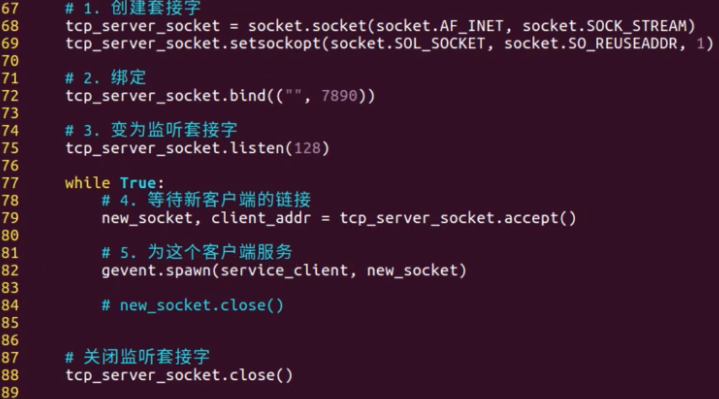 67 # 1. 创建套接字
68 tcp_server_socket = socket.socket(socket.AF_INET, socket.SOCK_STREAM)
69 tcp_server_socket.setsockopt(socket.SOL_SOCKET, socket.SO_REUSEADDR, 1)
70
71 # 2. 绑定
72 tcp_server_socket.bind(("", 7890))
73
74 # 3. 变为监听套接字
75 tcp_server_socket.listen(128)
76
77 while True:
78 # 4. 等待新客户端的链接
79 new_socket, client_addr = tcp_server_socket.accept()
80
81 # 5. 为这个客户端服务
82 gevent.spawn(service_client, new_socket)
83
84 # new_socket.close()
85
86
87 # 关闭监听套接字
88 tcp_server_socket.close()
89